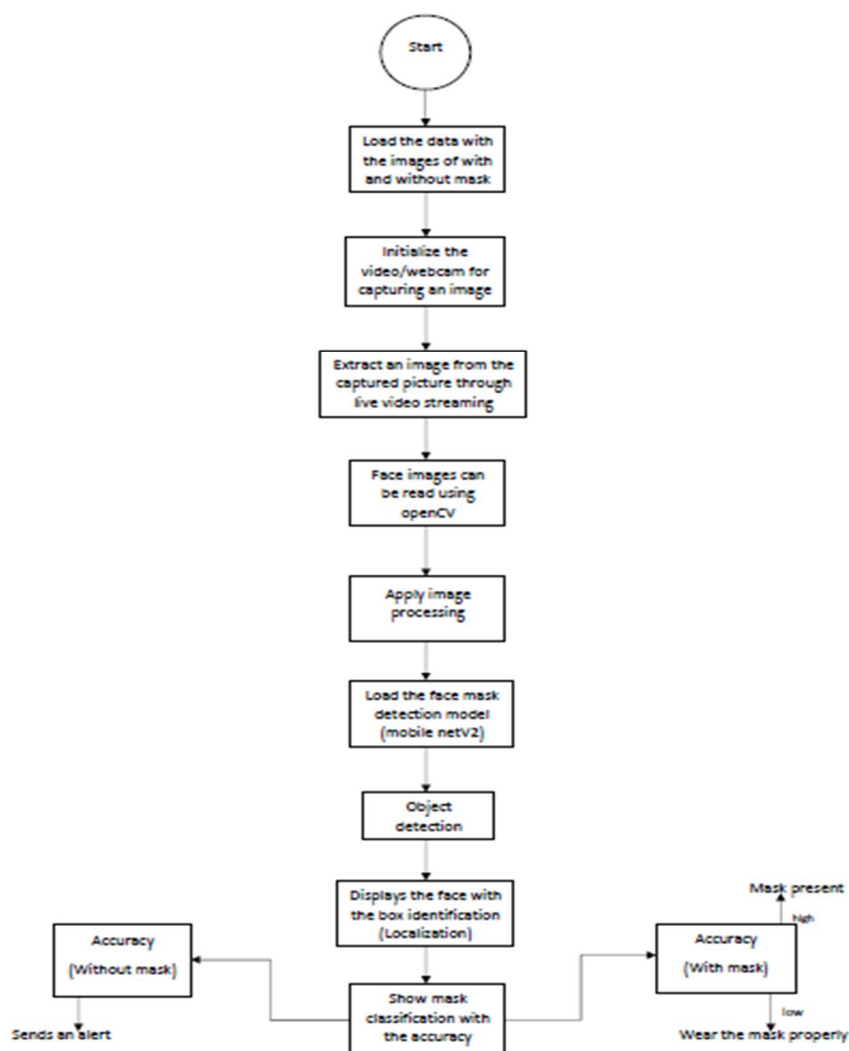 Start
Load the data with
the images of with
and without mask
Initialize the
video/webcam for
capturing an image
Extract an image from the
captured picture through
live video streaming
Face images can
be read using
openCV
Apply image
processing
Load the face mask
detection model
(mobile netV2)
Object
detection
Displays the face with
the box identification
(Localization)
Show mask
classification with
the accuracy
Accuracy
(Without mask)
Sends an alert
Accuracy
(With mask)
high
Mask present
low
Wear the mask properly